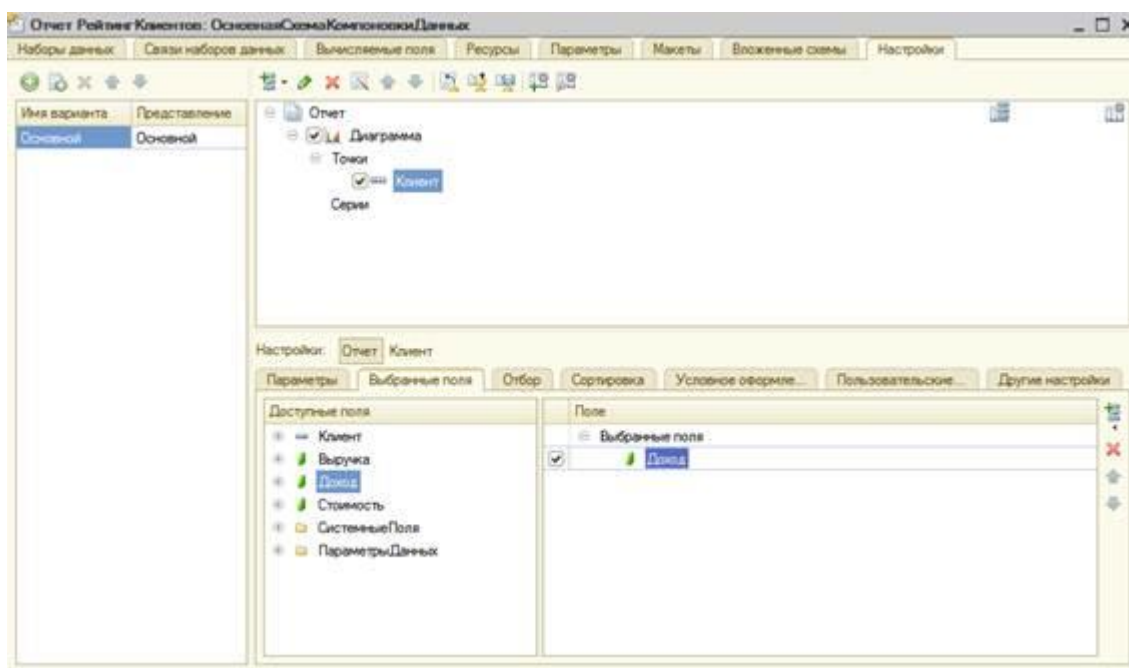 Отчет РейтингКлиентов: ОсновнаяСхемаКомпоновкиДанных
Наборы данных Связи наборов данных Вычисляемые поля Ресурсы Параметры Макеты Вложенные схемы Настройки
Имя варианта Представление
Основной Основной
Отчет
Диаграмма
Точки
Клиент
Серии
Настройки: Отчет Клиент
Параметры Выбранные поля Отбор Сортировка Условное оформле... Пользовательские... Другие настройки
Доступные поля Поле
Клиент Выбранные поля
Выручка Доход
Доход
Стоимость
СистемныеПоля
ПараметрыДанных